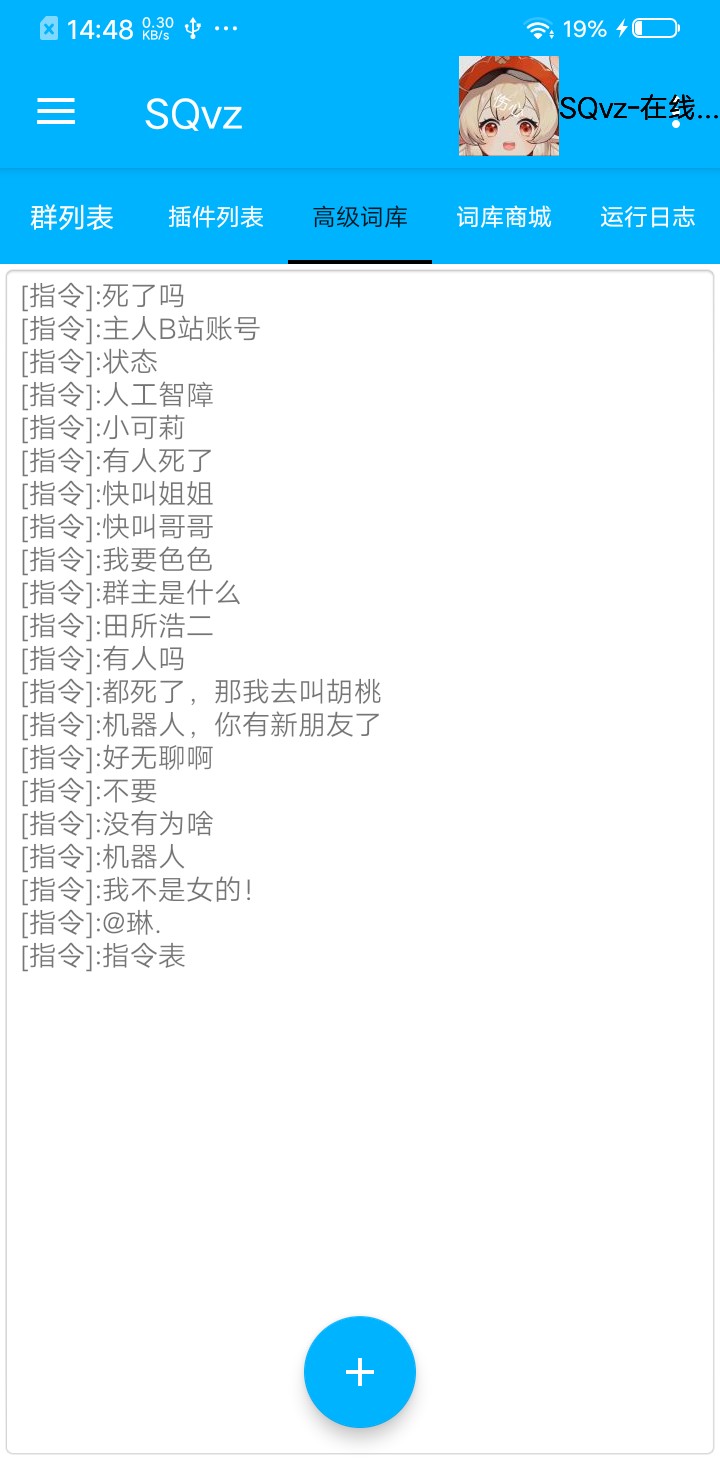 14:48 0.30 KB/s ... 19%
SQvz
伤心
SQvz-在线...
群列表 插件列表 高级词库 词库商城 运行日志
[指令]:死了吗
[指令]:主人B站账号
[指令]:状态
[指令]:人工智障
[指令]:小可莉
[指令]:有人死了
[指令]:快叫姐姐
[指令]:快叫哥哥
[指令]:我要色色
[指令]:群主是什么
[指令]:田所浩二
[指令]:有人吗
[指令]:都死了，那我去叫胡桃
[指令]:机器人，你有新朋友了
[指令]:好无聊啊
[指令]:不要
[指令]:没有为啥
[指令]:机器人
[指令]:我不是女的！
[指令]:@琳.
[指令]:指令表